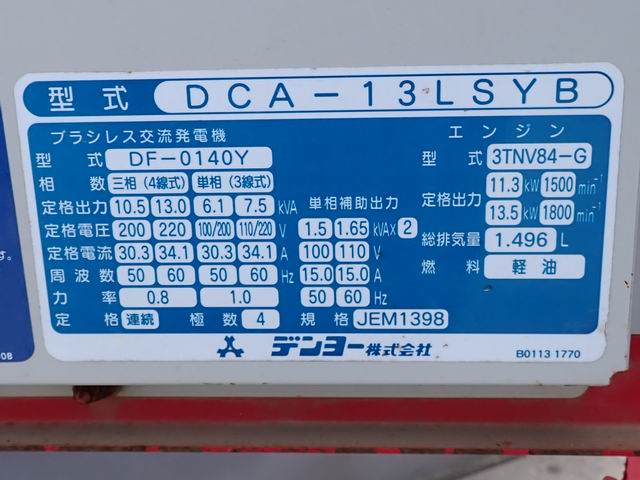 型式 DCA-13LSYB
ブラシレス交流発電機
型式 DF-0140Y
相数 三相(4線式) 単相(3線式)
定格出力 10.5 13.0 6.1 7.5 kVA
定格電圧 200 220 100/200 110/220 V
定格電流 30.3 34.1 30.3 34.1 A
周波数 50 60 50 60 Hz
力率 0.8 1.0
定格 連続 極数 4 規格 JEM1398
単相補助出力
1.5 1.65 kVA×2
100 110 V
15.0 15.0 A
50 60 Hz
エンジン
型式 3TNV84-G
定格出力 11.3 kW 1500 min⁻¹
13.5 kW 1800 min⁻¹
総排気量 1.496 L
燃料 軽油
デンヨー株式会社
B0113 1770
す。